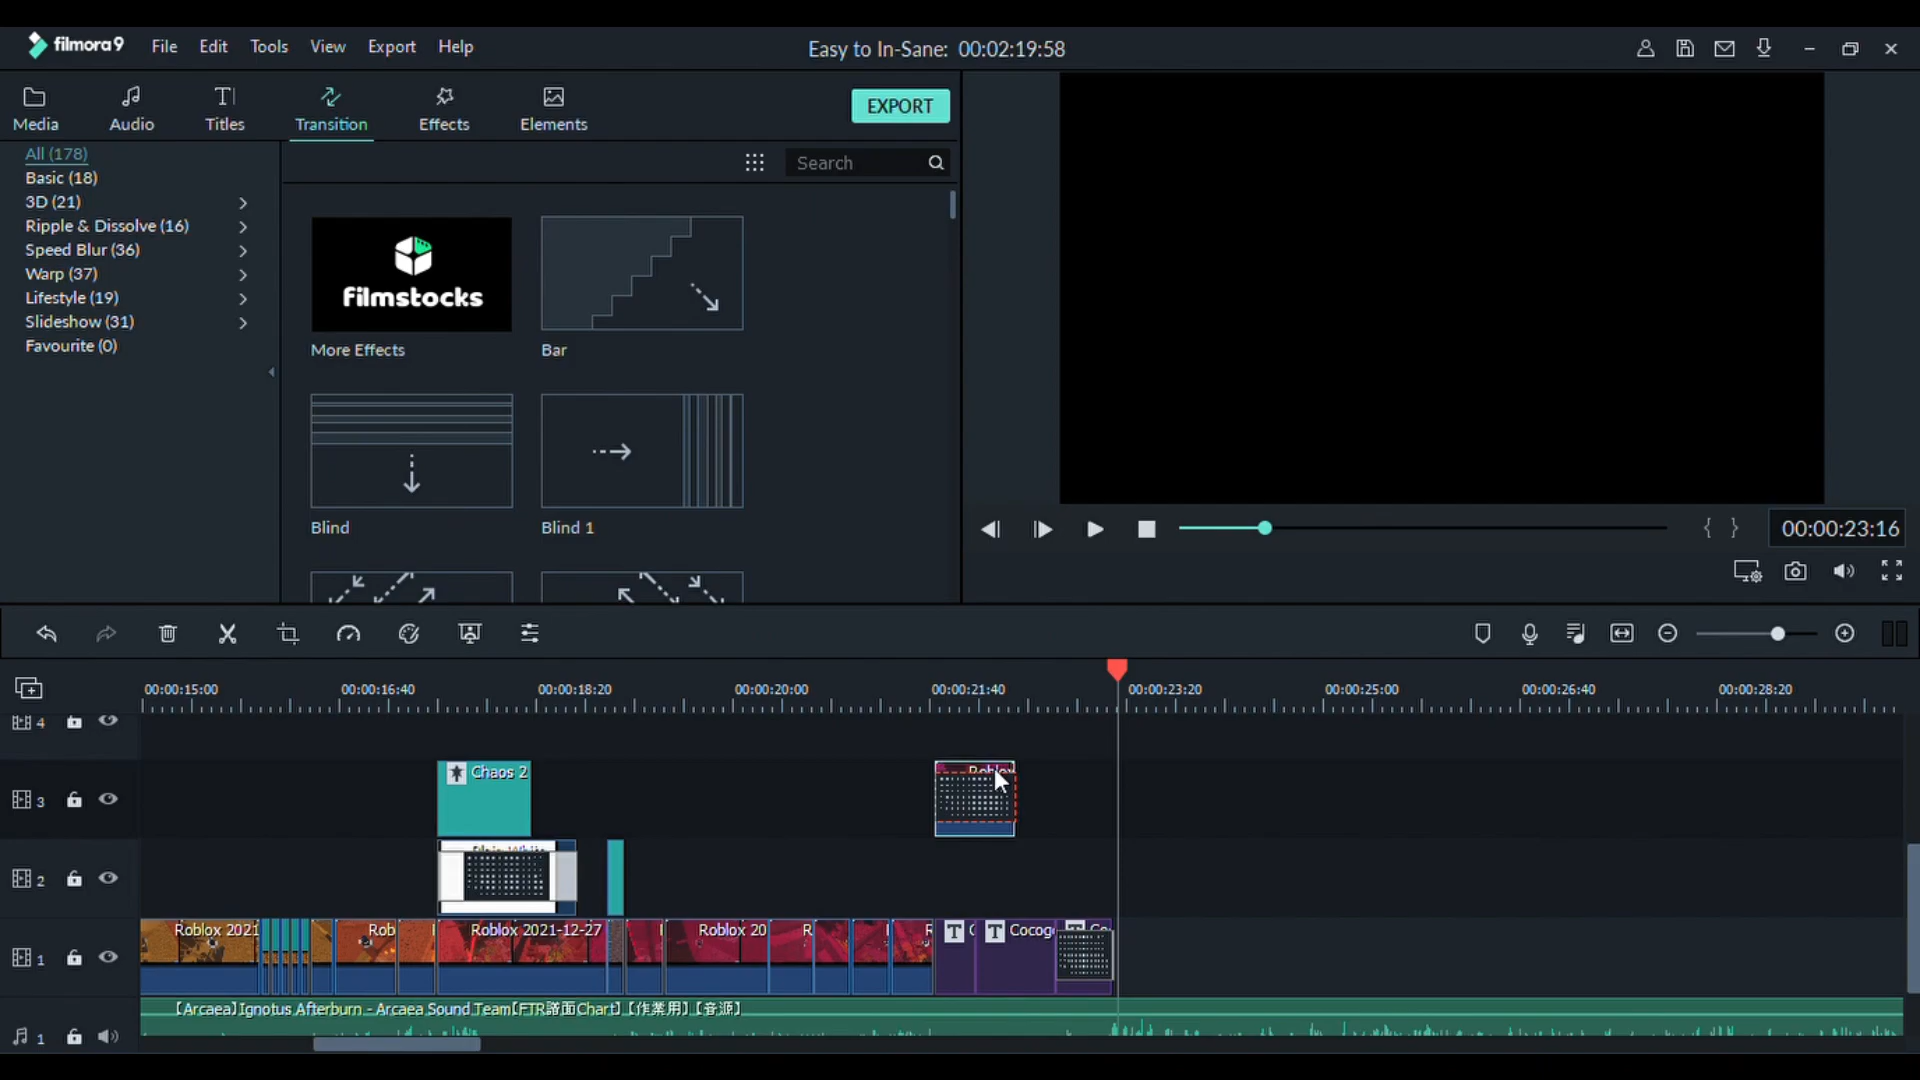 filmora9 File Edit Tools View Export Help Easy to In-Sane: 00:02:19:58
Media Audio Titles Transition Effects Elements EXPORT
All (178)
Basic (18)
3D (21)
Ripple & Dissolve (16)
Speed Blur (36)
Warp (37)
Lifestyle (19)
Slideshow (31)
Favourite (0)
Search
filmstocks
More Effects
Bar
Blind
Blind 1
00:00:23:16
00:00:15:00 00:00:16:40 00:00:18:20 00:00:20:00 00:00:21:40 00:00:23:20 00:00:25:00 00:00:26:40 00:00:28:20
4
3 Chaos 2
2
1 Roblox 2021 Rob Roblox 2021-12-27 Roblox 20 R T T Cocog
【Arcaea】Ignotus Afterburn - Arcaea Sound Team【FTR譜面Chart】【作業用】【音源】
1